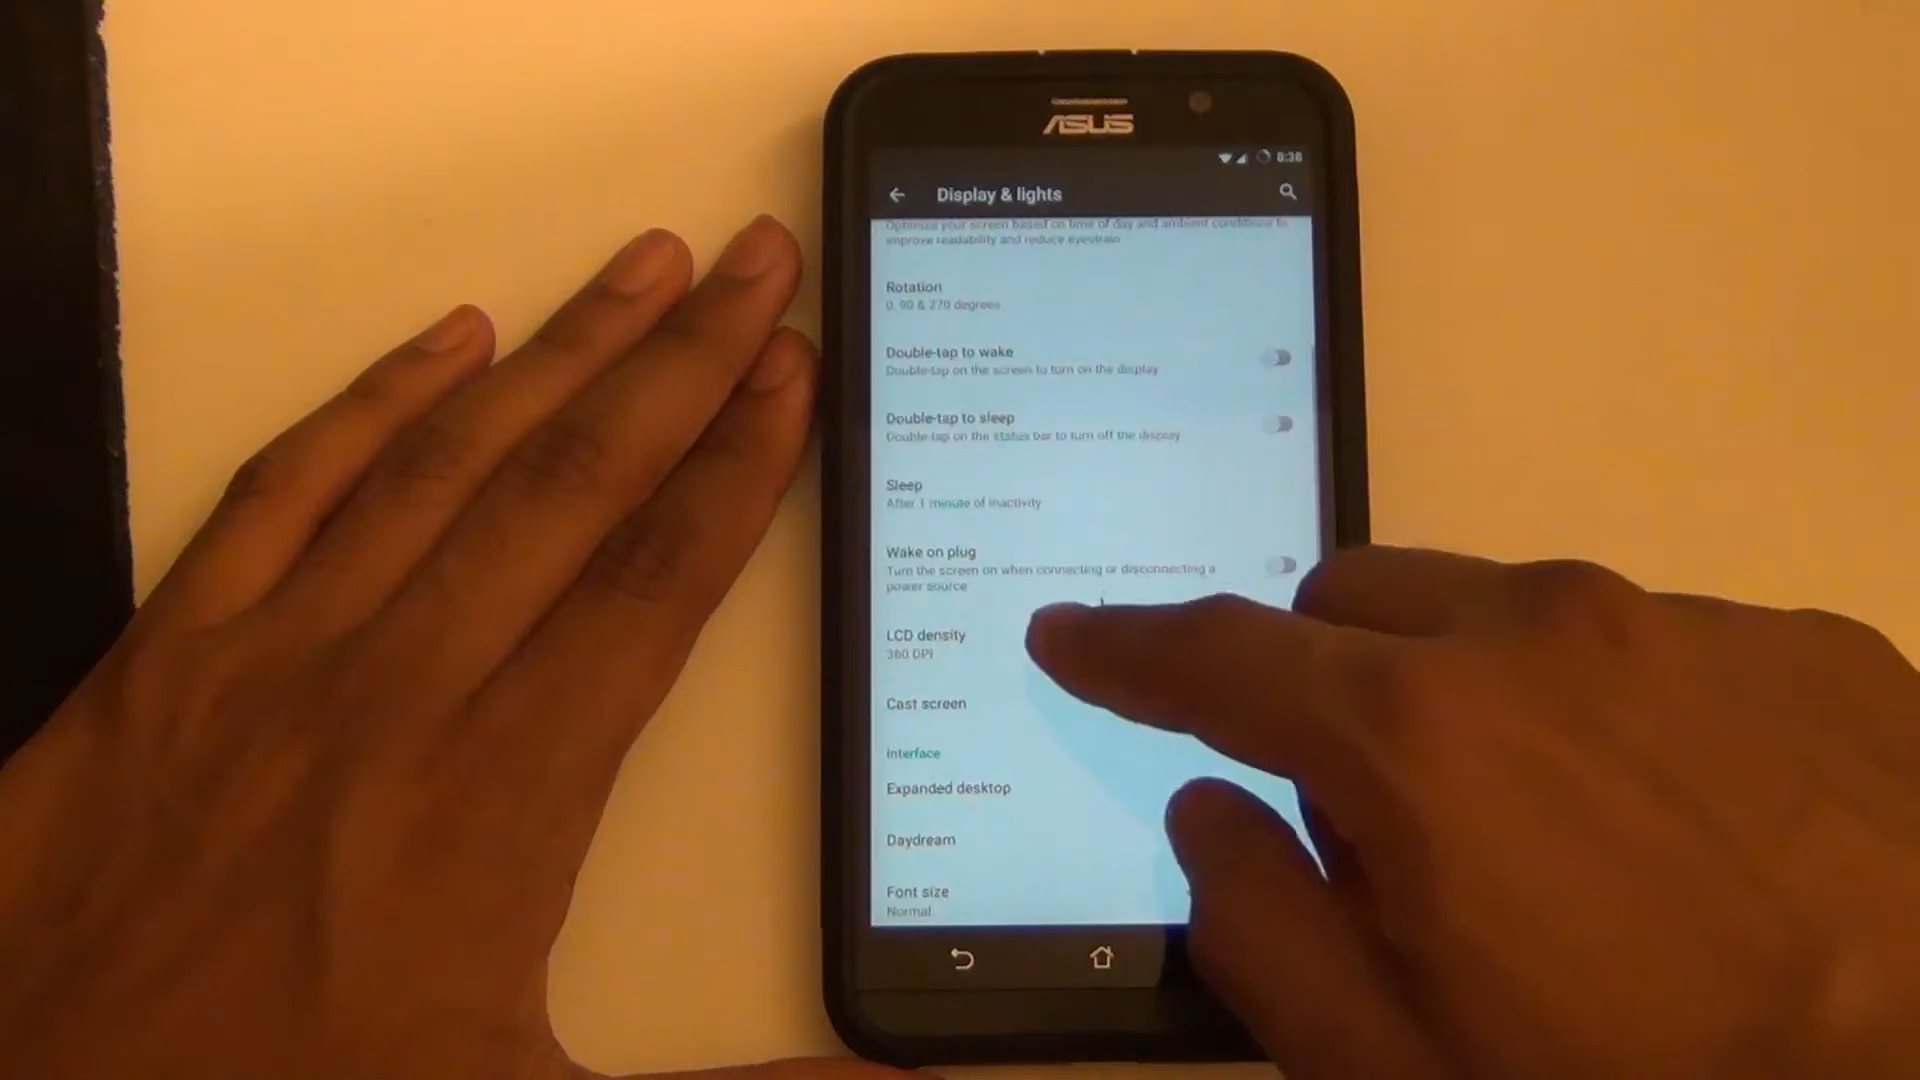 ASUS
8:38
Display & lights
Optimize your screen based on time of day and ambient conditions to
improve readability and reduce eyestrain
Rotation
0, 90 & 270 degrees
Double-tap to wake
Double-tap on the screen to turn on the display
Double-tap to sleep
Double-tap on the status bar to turn off the display
Sleep
After 1 minute of inactivity
Wake on plug
Turn the screen on when connecting or disconnecting a
power source
LCD density
360 DPI
Cast screen
Interface
Expanded desktop
Daydream
Font size
Normal